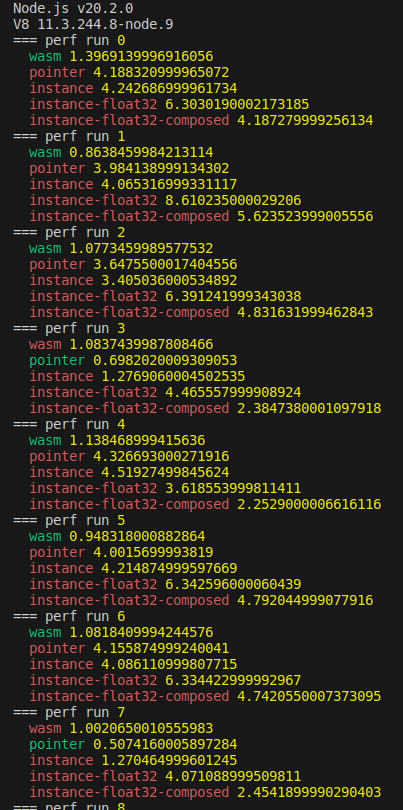 Node.js v20.2.0
V8 11.3.244.8-node.9
=== perf run 0
wasm 1.3969139996916056
pointer 4.188320999965072
instance 4.242686999961734
instance-float32 6.3030190002173185
instance-float32-composed 4.187279999256134
=== perf run 1
wasm 0.8638459984213114
pointer 3.984138999134302
instance 4.065316999331117
instance-float32 8.610235000029206
instance-float32-composed 5.623523999005556
=== perf run 2
wasm 1.0773459989577532
pointer 3.6475500017404556
instance 3.405036000534892
instance-float32 6.391241999343038
instance-float32-composed 4.831631999462843
=== perf run 3
wasm 1.0837439987808466
pointer 0.6982020009309053
instance 1.2769060004502535
instance-float32 4.465557999908924
instance-float32-composed 2.3847380001097918
=== perf run 4
wasm 1.138468999415636
pointer 4.326693000271916
instance 4.51927499845624
instance-float32 3.618553999811411
instance-float32-composed 2.2529000006616116
=== perf run 5
wasm 0.948318000882864
pointer 4.0015699993819
instance 4.214874999597669
instance-float32 6.342596000060439
instance-float32-composed 4.792044999077916
=== perf run 6
wasm 1.0818409994244576
pointer 4.155874999240041
instance 4.086110999807715
instance-float32 6.334422999992967
instance-float32-composed 4.7420550007373095
=== perf run 7
wasm 1.0020650010555983
pointer 0.5074160005897284
instance 1.270464999601245
instance-float32 4.071088999509811
instance-float32-composed 2.4541899990290403
=== perf run 8